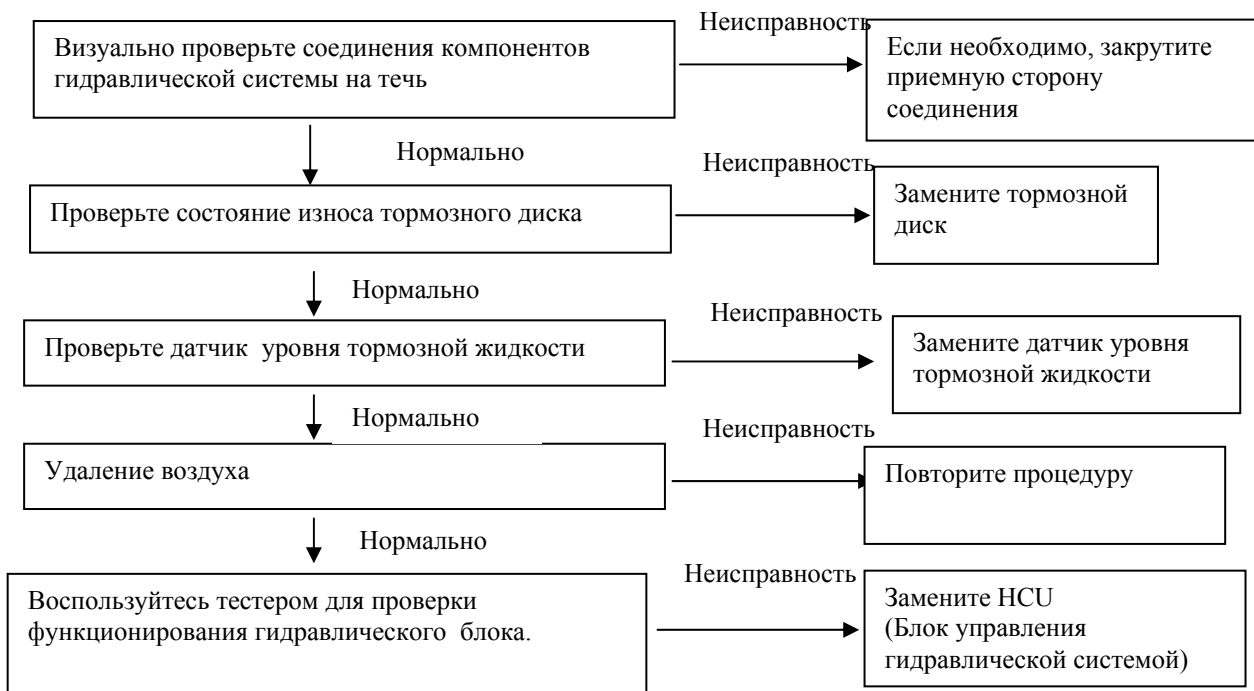 Неисправность
Визуально проверьте соединения компонентов
гидравлической системы на течь
Если необходимо, закрутите
приемную сторону
соединения
Нормально
Неисправность
Проверьте состояние износа тормозного диска
Замените тормозной
диск
Нормально
Неисправность
Проверьте датчик уровня тормозной жидкости
Замените датчик уровня
тормозной жидкости
Нормально
Неисправность
Удаление воздуха
Повторите процедуру
Нормально
Неисправность
Воспользуйтесь тестером для проверки
функционирования гидравлического блока.
Замените HCU
(Блок управления
гидравлической системой)